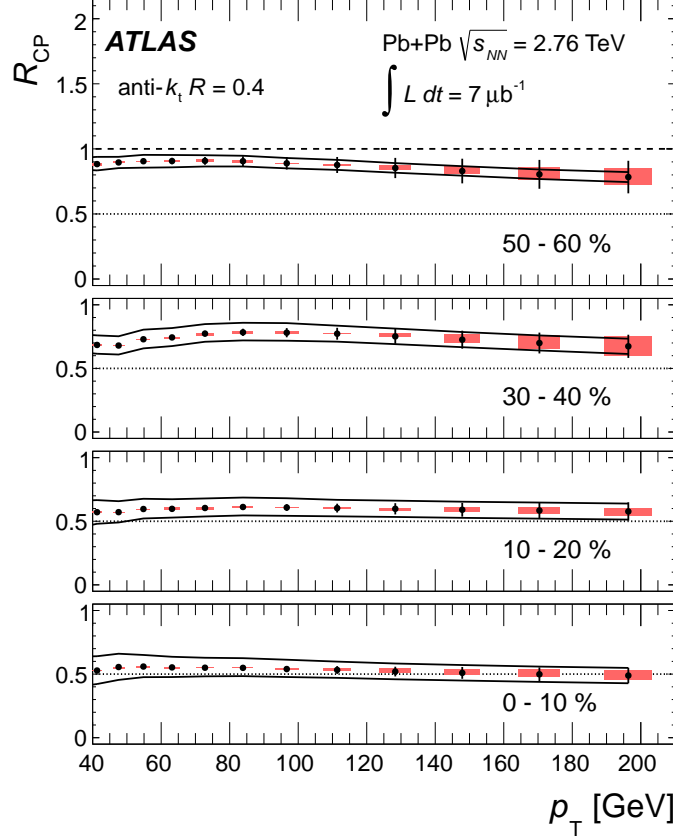 R_CP
ATLAS
Pb+Pb √s_NN = 2.76 TeV
anti-k_t R = 0.4
∫ L dt = 7 μb⁻¹
2
1.5
1
0.5
0
50 - 60 %
1
0.5
0
30 - 40 %
1
0.5
0
10 - 20 %
1
0.5
0
0 - 10 %
40 60 80 100 120 140 160 180 200
p_T [GeV]